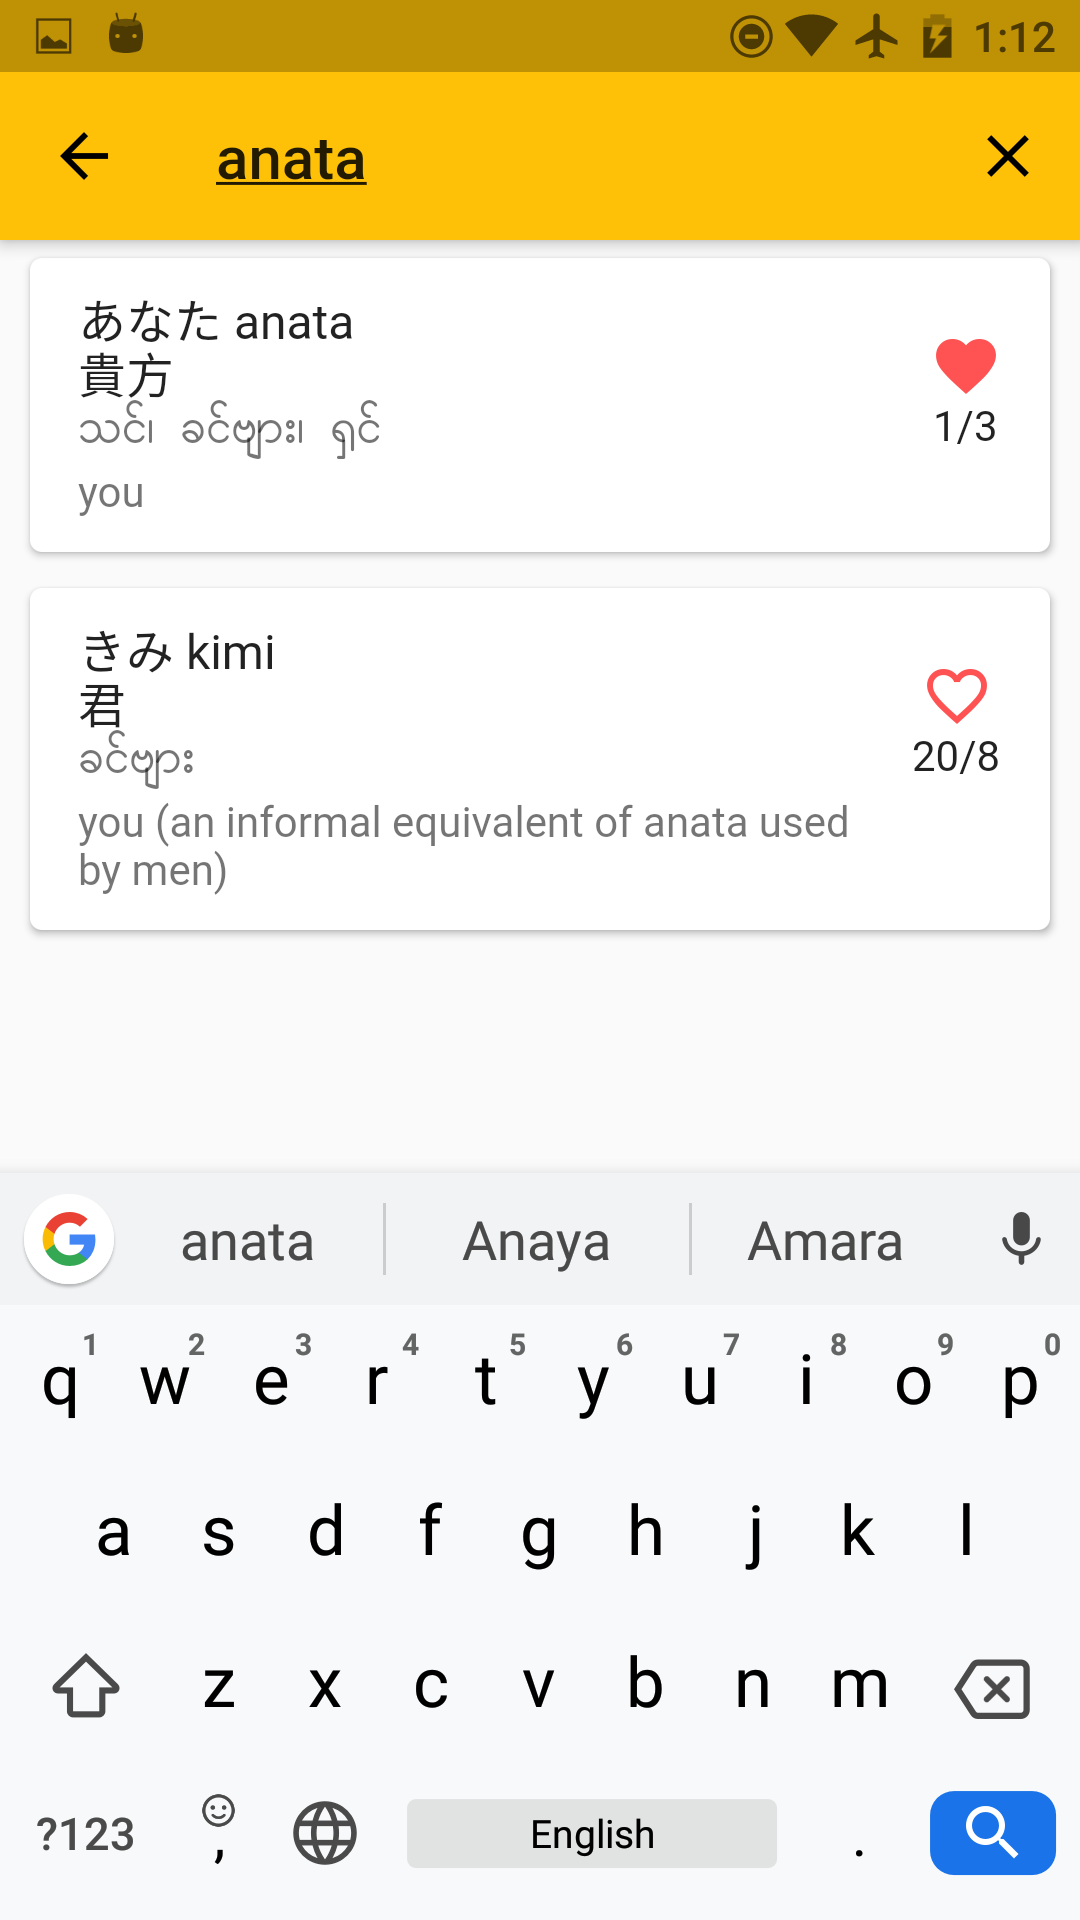 1:12
anata
あなた anata
貴方
1/3
သင်၊ ခင်ဗျား၊ ရှင်
you
きみ kimi
君
20/8
ခင်ဗျား
you (an informal equivalent of anata used
by men)
anata Anaya Amara
1 2 3 4 5 6 7 8 9 0
q w e r t y u i o p
a s d f g h j k l
z x c v b n m
?123 , English .